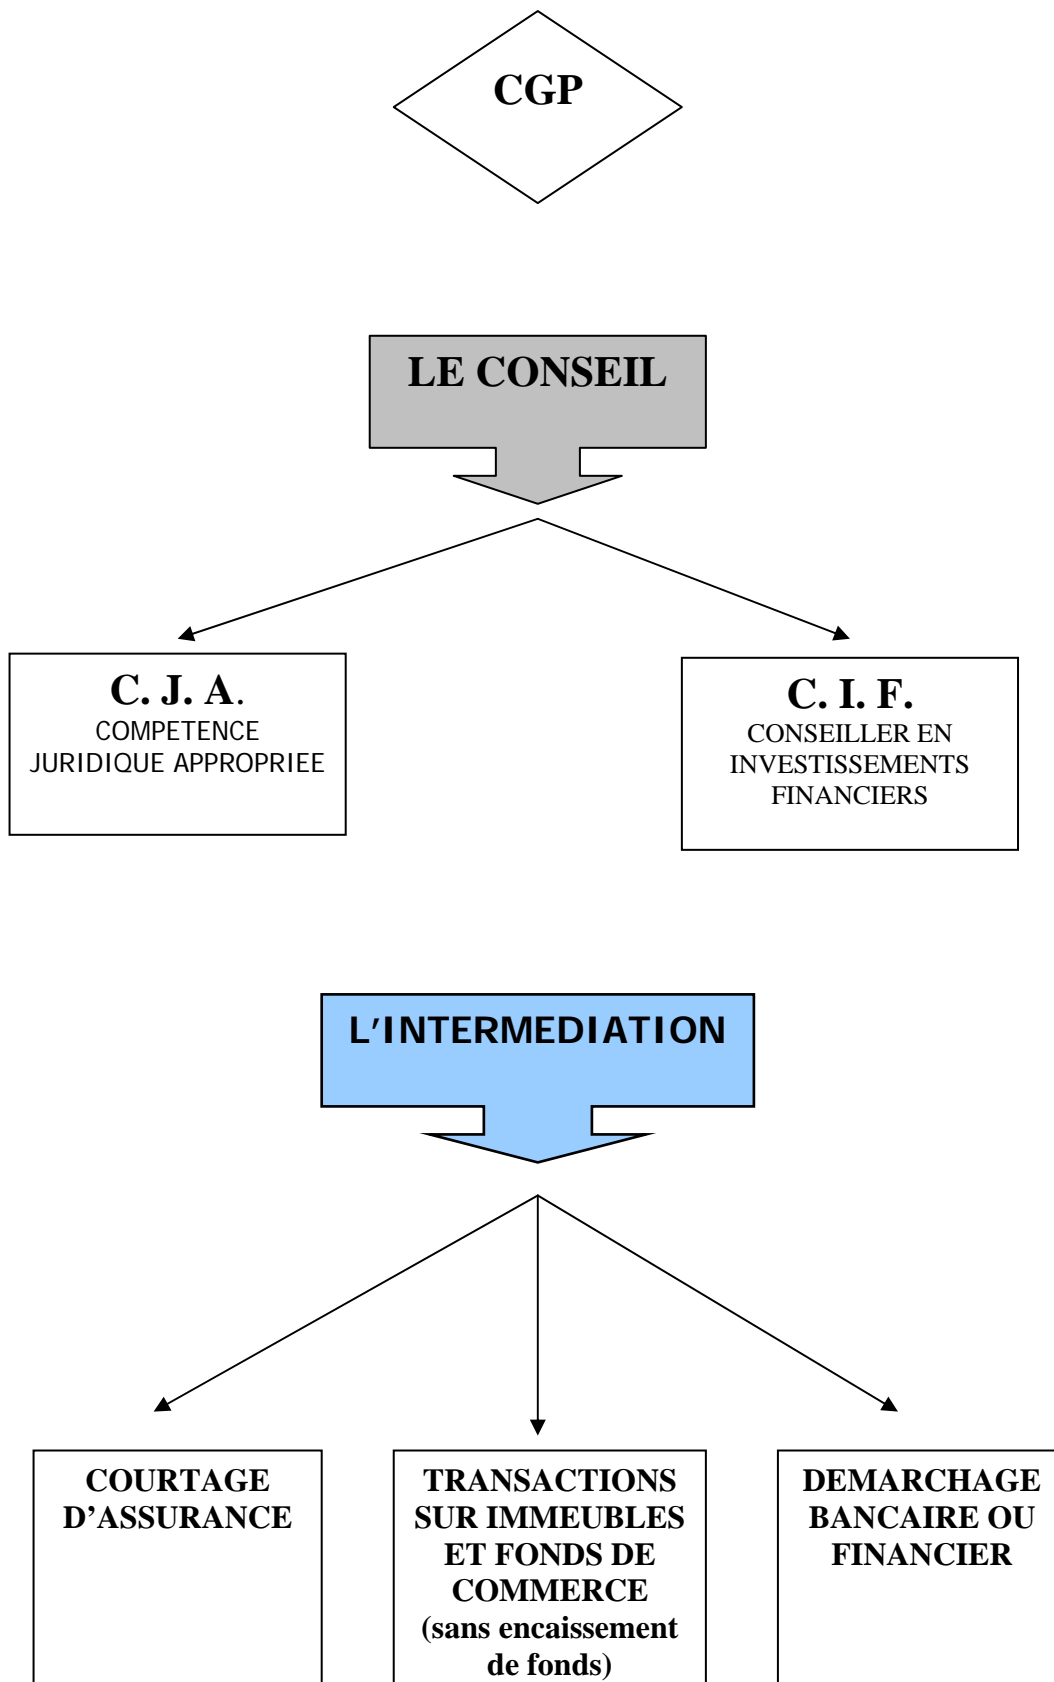 CGP
LE CONSEIL
C. J. A.
COMPETENCE
JURIDIQUE APPROPRIEE
C. I. F.
CONSEILLER EN
INVESTISSEMENTS
FINANCIERS
L'INTERMEDIATION
COURTAGE
D’ASSURANCE
TRANSACTIONS
SUR IMMEUBLES
ET FONDS DE
COMMERCE
(sans encaissement
de fonds)
DEMARCHAGE
BANCAIRE OU
FINANCIER